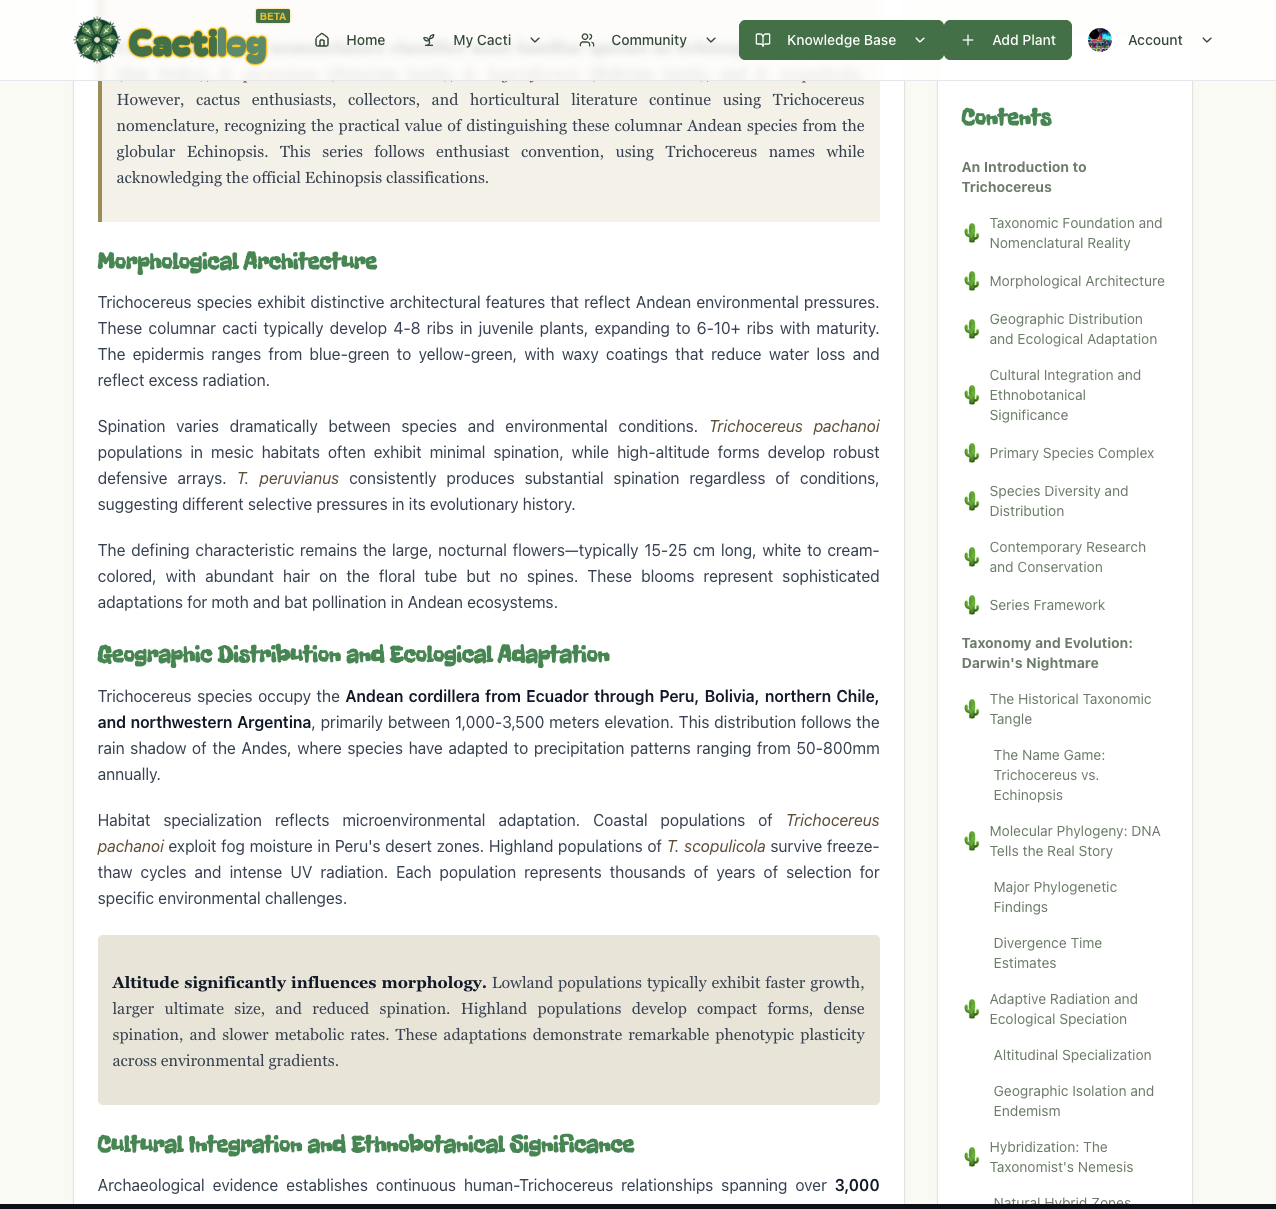 Cactilog
BETA
Home
My Cacti
Community
Knowledge Base
Add Plant
Account
However, cactus enthusiasts, collectors, and horticultural literature continue using Trichocereus
nomenclature, recognizing the practical value of distinguishing these columnar Andean species from the
globular Echinopsis. This series follows enthusiast convention, using Trichocereus names while
acknowledging the official Echinopsis classifications.
Morphological Architecture
Trichocereus species exhibit distinctive architectural features that reflect Andean environmental pressures.
These columnar cacti typically develop 4-8 ribs in juvenile plants, expanding to 6-10+ ribs with maturity.
The epidermis ranges from blue-green to yellow-green, with waxy coatings that reduce water loss and
reflect excess radiation.
Spination varies dramatically between species and environmental conditions. Trichocereus pachanoi
populations in mesic habitats often exhibit minimal spination, while high-altitude forms develop robust
defensive arrays. T. peruvianus consistently produces substantial spination regardless of conditions,
suggesting different selective pressures in its evolutionary history.
The defining characteristic remains the large, nocturnal flowers—typically 15-25 cm long, white to cream-
colored, with abundant hair on the floral tube but no spines. These blooms represent sophisticated
adaptations for moth and bat pollination in Andean ecosystems.
Geographic Distribution and Ecological Adaptation
Trichocereus species occupy the Andean cordillera from Ecuador through Peru, Bolivia, northern Chile,
and northwestern Argentina, primarily between 1,000-3,500 meters elevation. This distribution follows the
rain shadow of the Andes, where species have adapted to precipitation patterns ranging from 50-800mm
annually.
Habitat specialization reflects microenvironmental adaptation. Coastal populations of Trichocereus
pachanoi exploit fog moisture in Peru's desert zones. Highland populations of T. scopulicola survive freeze-
thaw cycles and intense UV radiation. Each population represents thousands of years of selection for
specific environmental challenges.
Altitude significantly influences morphology. Lowland populations typically exhibit faster growth,
larger ultimate size, and reduced spination. Highland populations develop compact forms, dense
spination, and slower metabolic rates. These adaptations demonstrate remarkable phenotypic plasticity
across environmental gradients.
Cultural Integration and Ethnobotanical Significance
Archaeological evidence establishes continuous human-Trichocereus relationships spanning over 3,000
Contents
An Introduction to
Trichocereus
Taxonomic Foundation and
Nomenclatural Reality
Morphological Architecture
Geographic Distribution
and Ecological Adaptation
Cultural Integration and
Ethnobotanical
Significance
Primary Species Complex
Species Diversity and
Distribution
Contemporary Research
and Conservation
Series Framework
Taxonomy and Evolution:
Darwin's Nightmare
The Historical Taxonomic
Tangle
The Name Game:
Trichocereus vs.
Echinopsis
Molecular Phylogeny: DNA
Tells the Real Story
Major Phylogenetic
Findings
Divergence Time
Estimates
Adaptive Radiation and
Ecological Speciation
Altitudinal Specialization
Geographic Isolation and
Endemism
Hybridization: The
Taxonomist's Nemesis
Natural Hybrid Zones